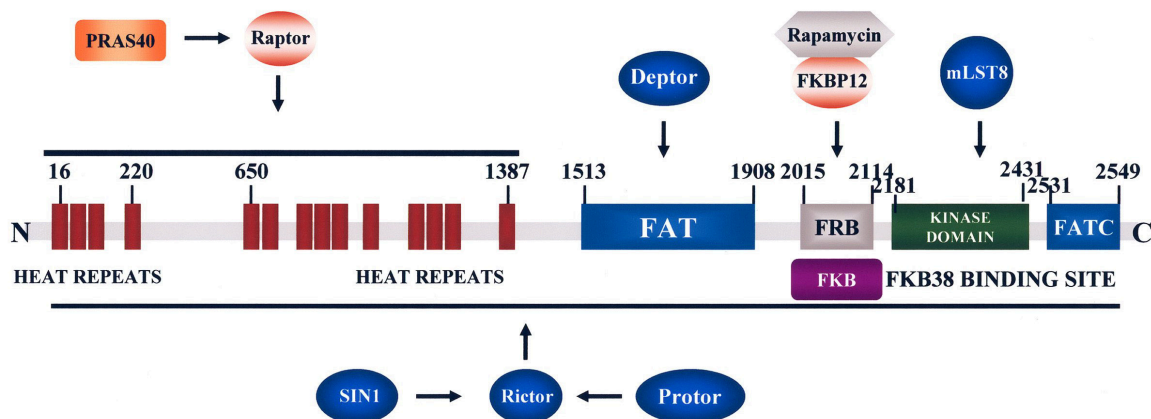 PRAS40
Raptor
Rapamycin
FKBP12
Deptor
mLST8
16 220 650 1387 1513 1908 2015 2114 2181 2431 2531 2549
N FAT FRB KINASE DOMAIN FATC C
HEAT REPEATS HEAT REPEATS FKB FKB38 BINDING SITE
SIN1 Rictor Protor